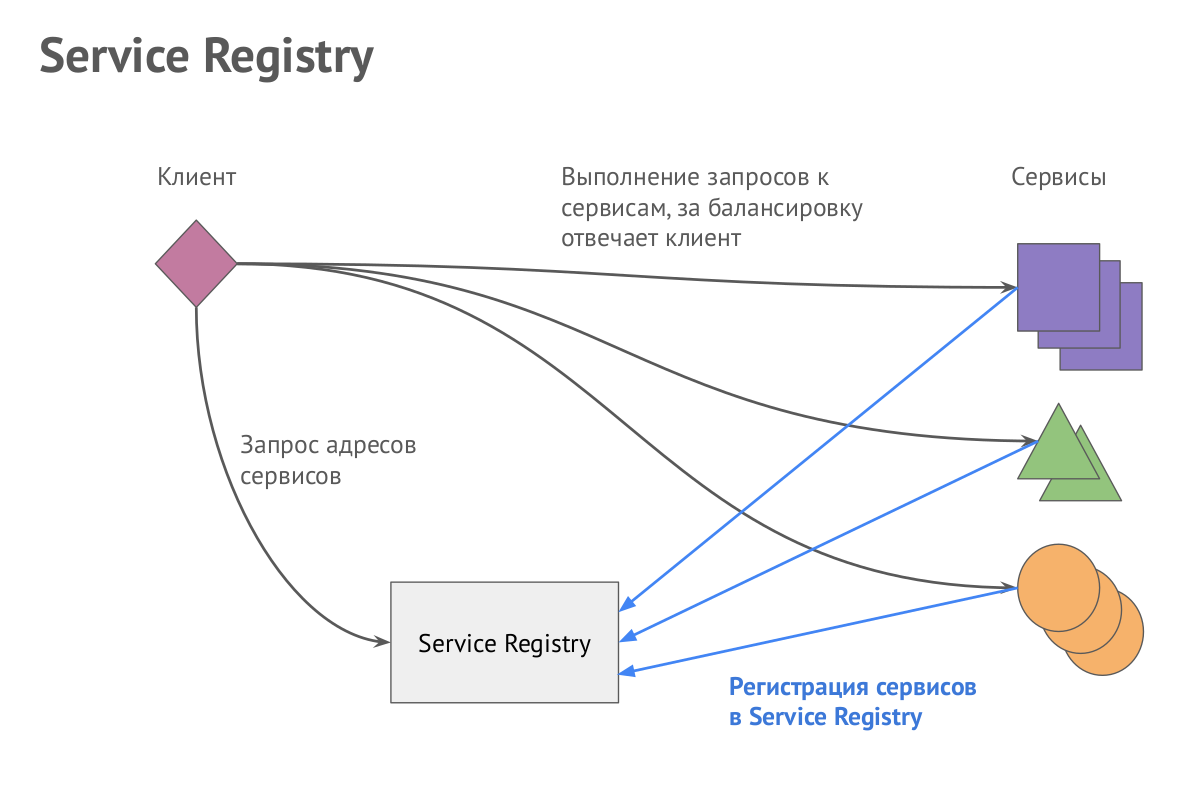 Service Registry
Клиент
Выполнение запросов к
сервисам, за балансировку
отвечает клиент
Сервисы
Запрос адресов
сервисов
Service Registry
Регистрация сервисов
в Service Registry